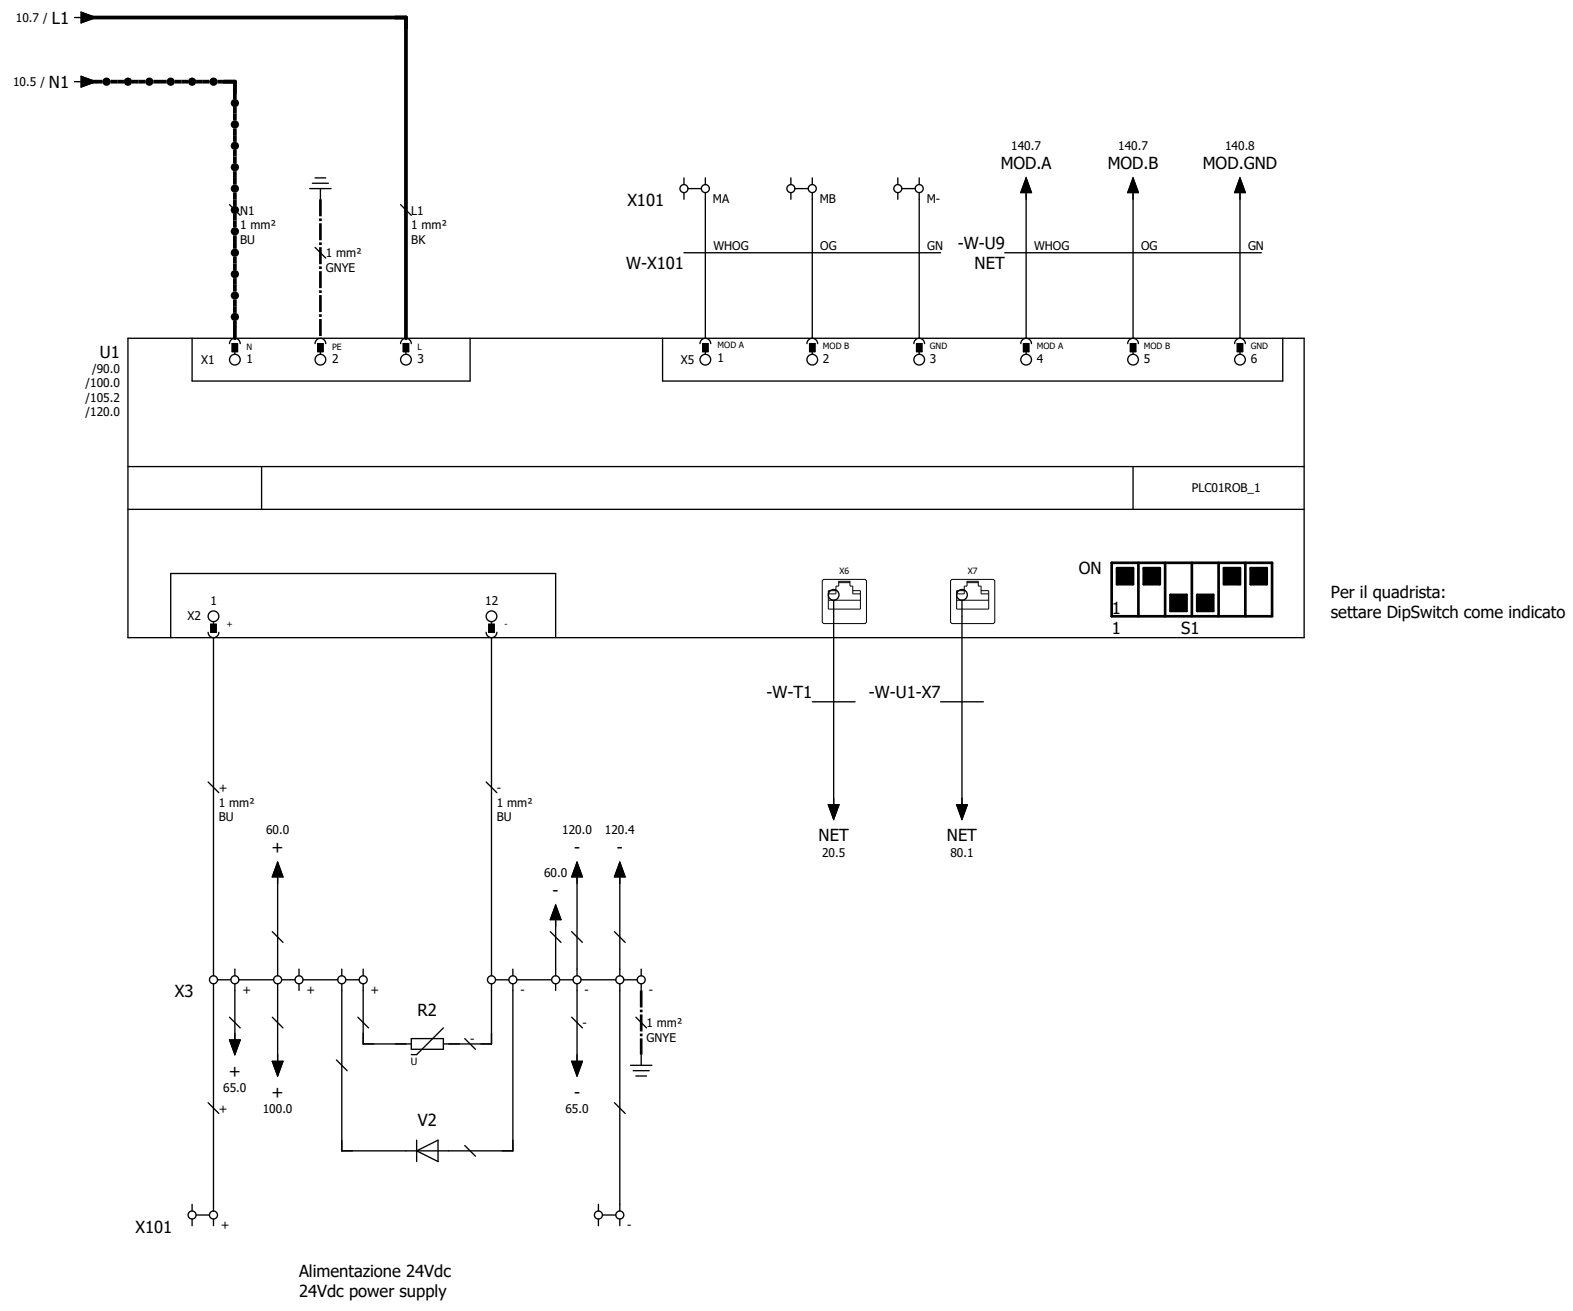 10.7 / L1
10.5 / N1
140.7
MOD.A
140.7
MOD.B
140.8
MOD.GND
X101
MA
MB
M-
N1
1 mm²
BU
1 mm²
GNYE
L1
1 mm²
BK
W-X101
WHOG
OG
GN
-W-U9
NET
WHOG
OG
GN
U1
/90.0
/100.0
/105.2
/120.0
X1
N
1
PE
2
L
3
X5
MOD A
1
MOD B
2
GND
3
MOD A
4
MOD B
5
GND
6
PLC01ROB_1
X2
1
+
12
-
X6
X7
ON
1
1
S1
Per il quadrista:
settare DipSwitch come indicato
-W-T1
-W-U1-X7
+
1 mm²
BU
-
1 mm²
BU
NET
20.5
NET
80.1
60.0
+
60.0
-
120.0
-
120.4
-
X3
+
+
+
-
-
-
R2
U
-
-
1 mm²
GNYE
+
65.0
+
100.0
-
65.0
+
V2
X101
+
-
Alimentazione 24Vdc
24Vdc power supply